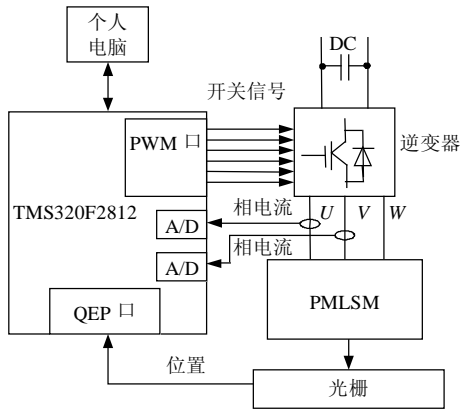 个人
电脑
DC
开关信号
PWM 口
逆变器
TMS320F2812
相电流
U
V
W
A/D
相电流
A/D
PMLSM
QEP 口
位置
光栅